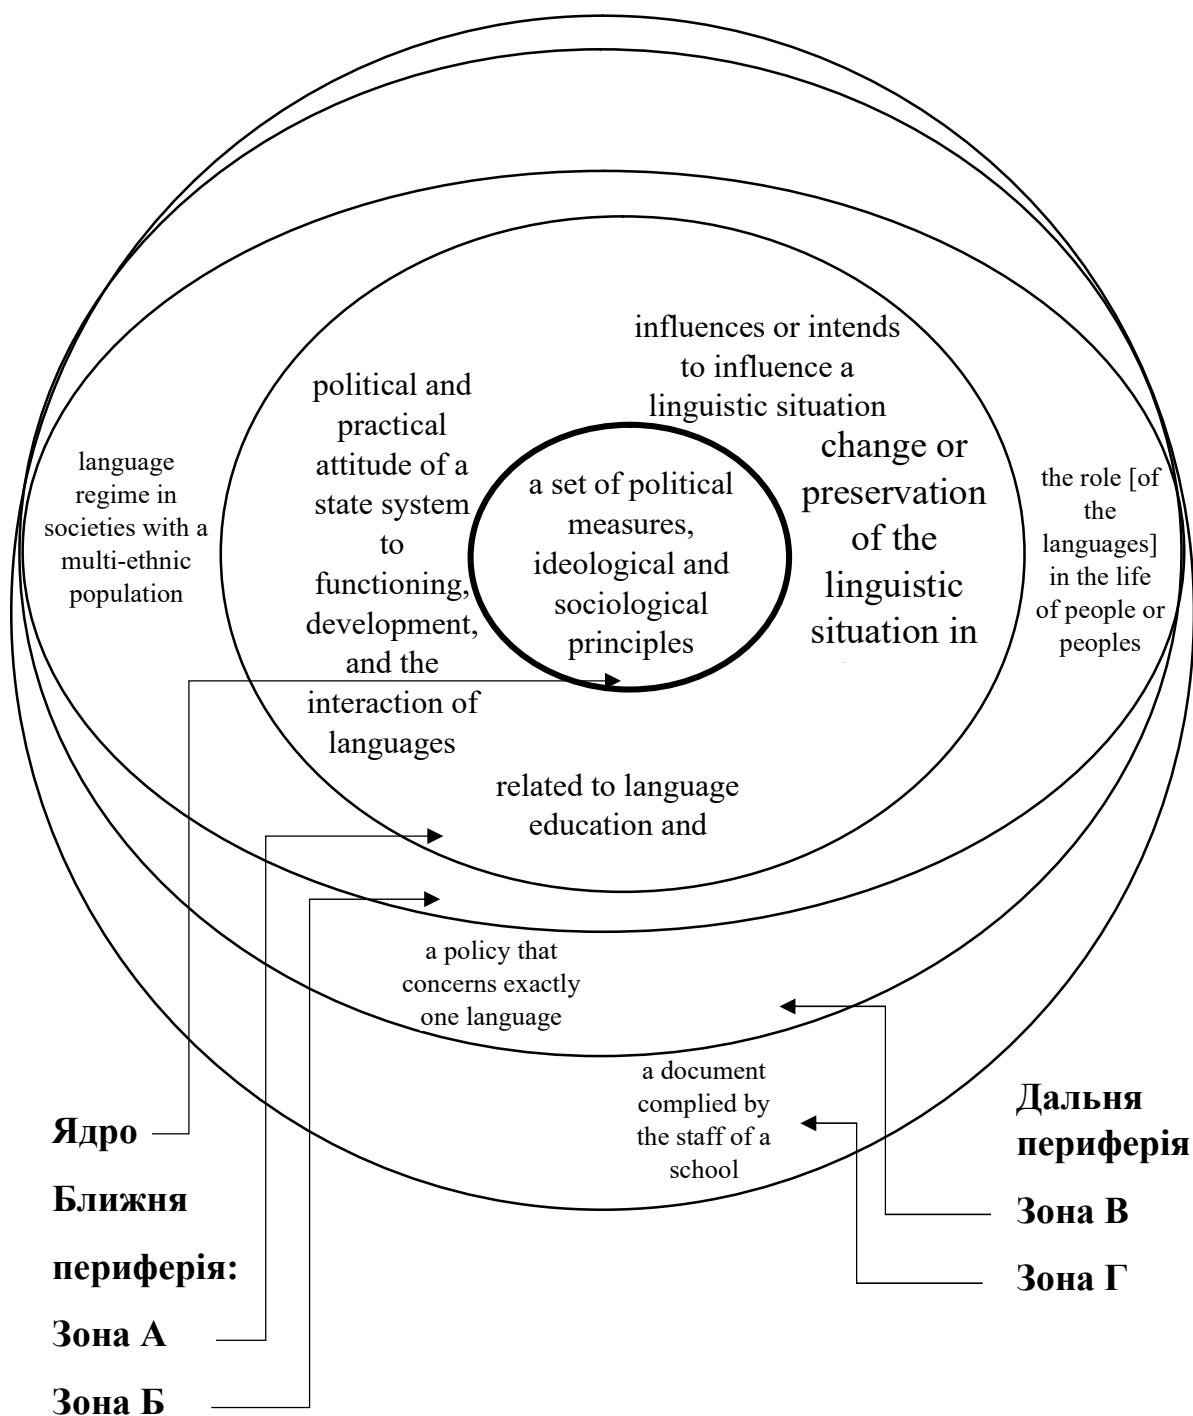 influences or intends
to influence a
linguistic situation
political and
practical
attitude of a
state system
to
functioning,
development,
and the
interaction of
languages
change or
preservation
of the
linguistic
situation in
language
regime in
societies with a
multi-ethnic
population
a set of political
measures,
ideological and
sociological
principles
the role [of
the
languages]
in the life
of people or
peoples
related to language
education and
a policy that
concerns exactly
one language
a document
complied by
the staff of a
school
Ядро
Ближня
периферія:
Зона А
Зона Б
Дальня
периферія
Зона В
Зона Г